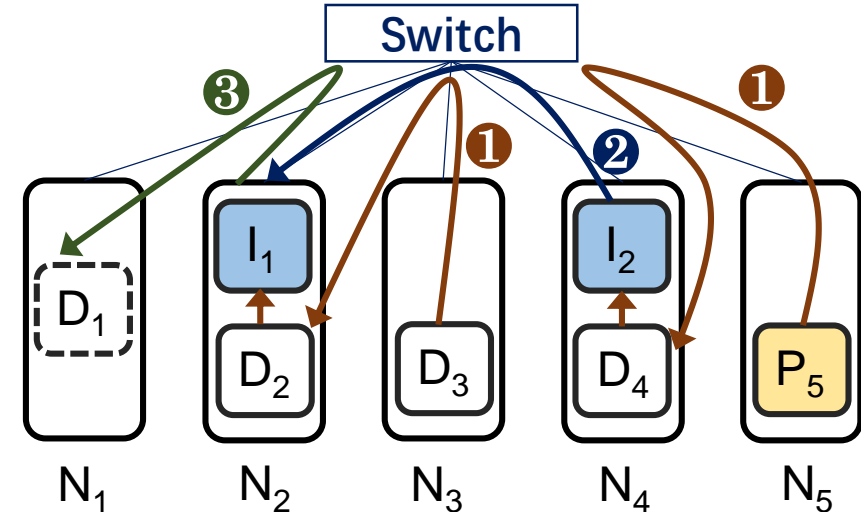 Switch
❸ ❶
❶ ❷
I₁ I₂
D₁ D₂ D₃ D₄ P₅
N₁ N₂ N₃ N₄ N₅